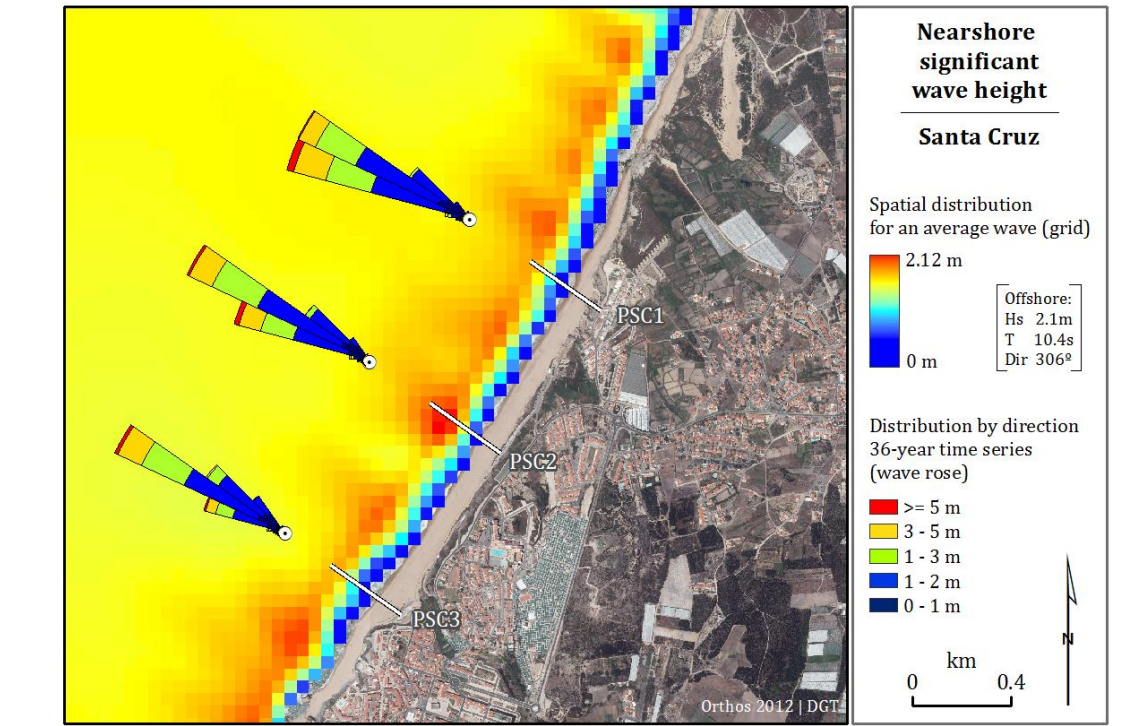 Nearshore
significant
wave height
Santa Cruz
Spatial distribution
for an average wave (grid)
2.12 m
0 m
Offshore:
Hs 2.1m
T 10.4s
Dir 306º
Distribution by direction
36-year time series
(wave rose)
>= 5 m
3 - 5 m
1 - 3 m
1 - 2 m
0 - 1 m
N
km
0 0.4
PSC1
PSC2
PSC3
Orthos 2012 | DGT